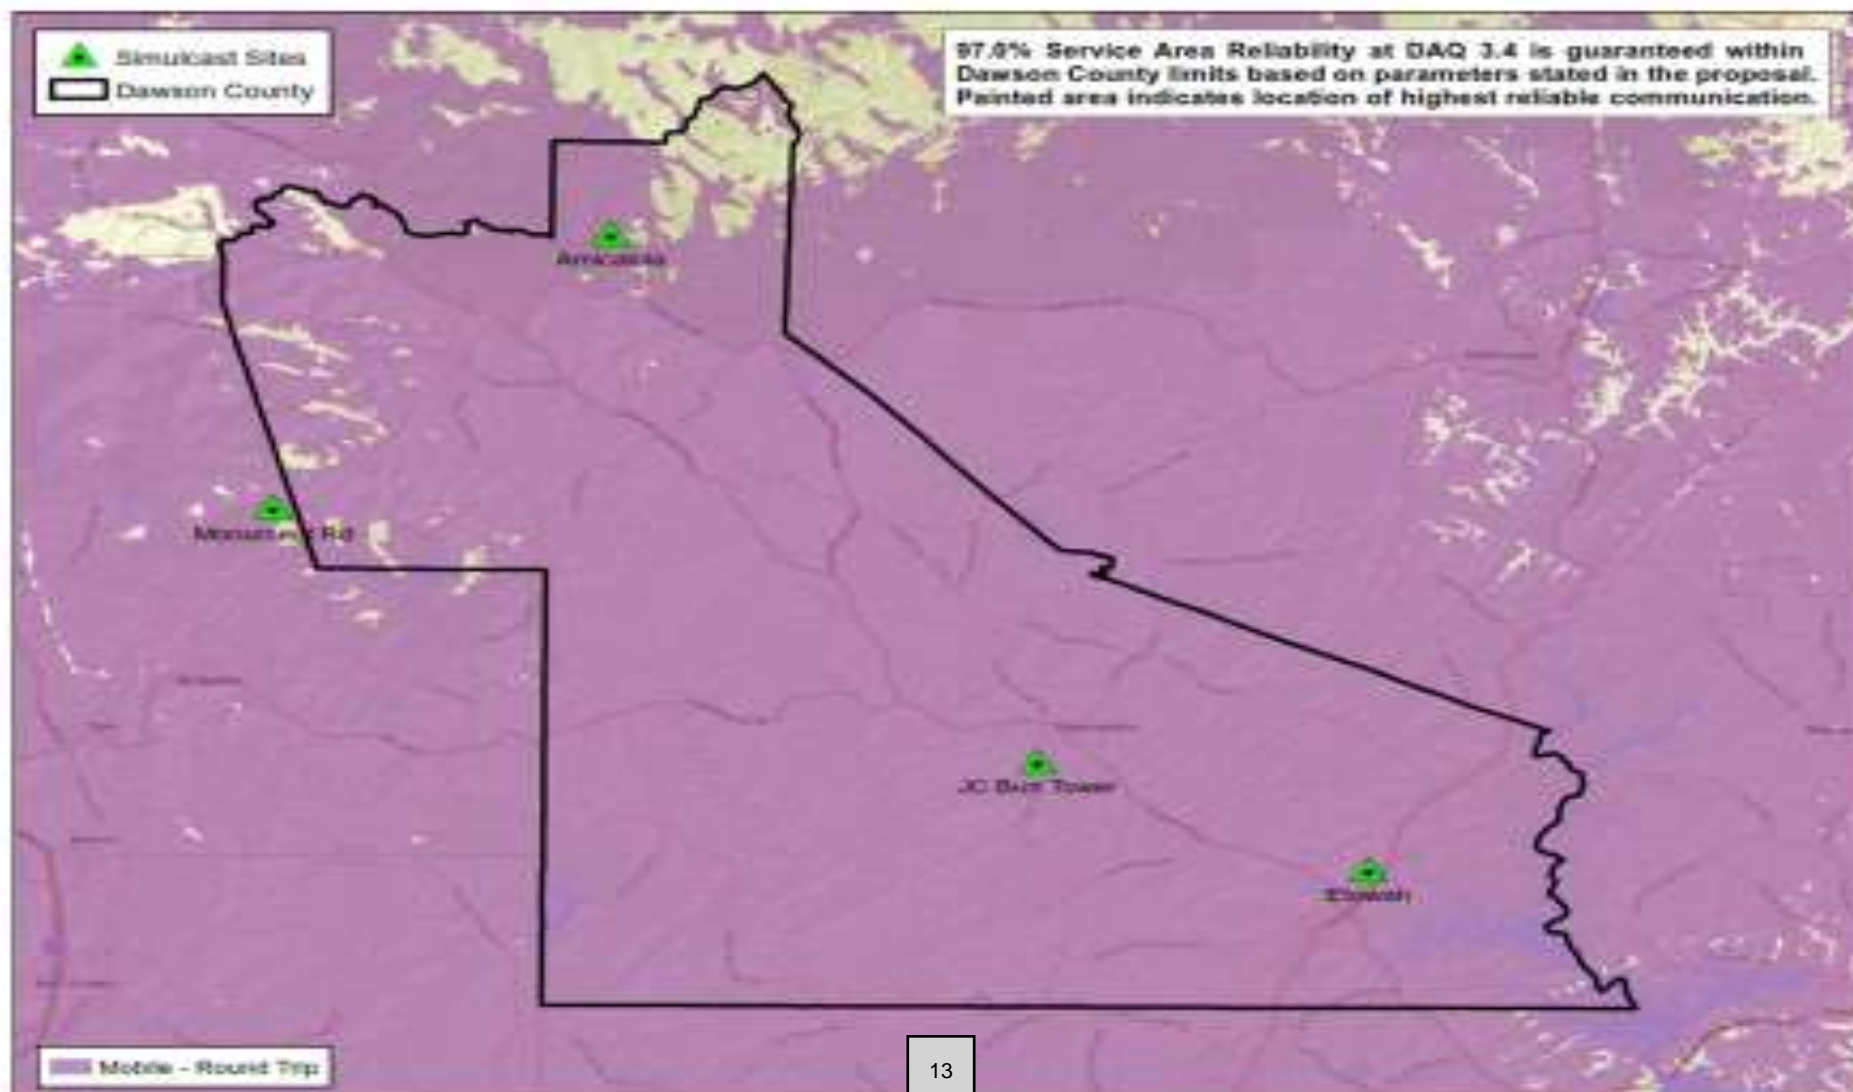 Simulcast Sites
Dawson County
97.0% Service Area Reliability at DAQ 3.4 is guaranteed within
Dawson County limits based on parameters stated in the proposal.
Painted area indicates location of highest reliable communication.
Amicalola
Rd
JC Burt Tower
Etowah
Mobile - Round Trip
13